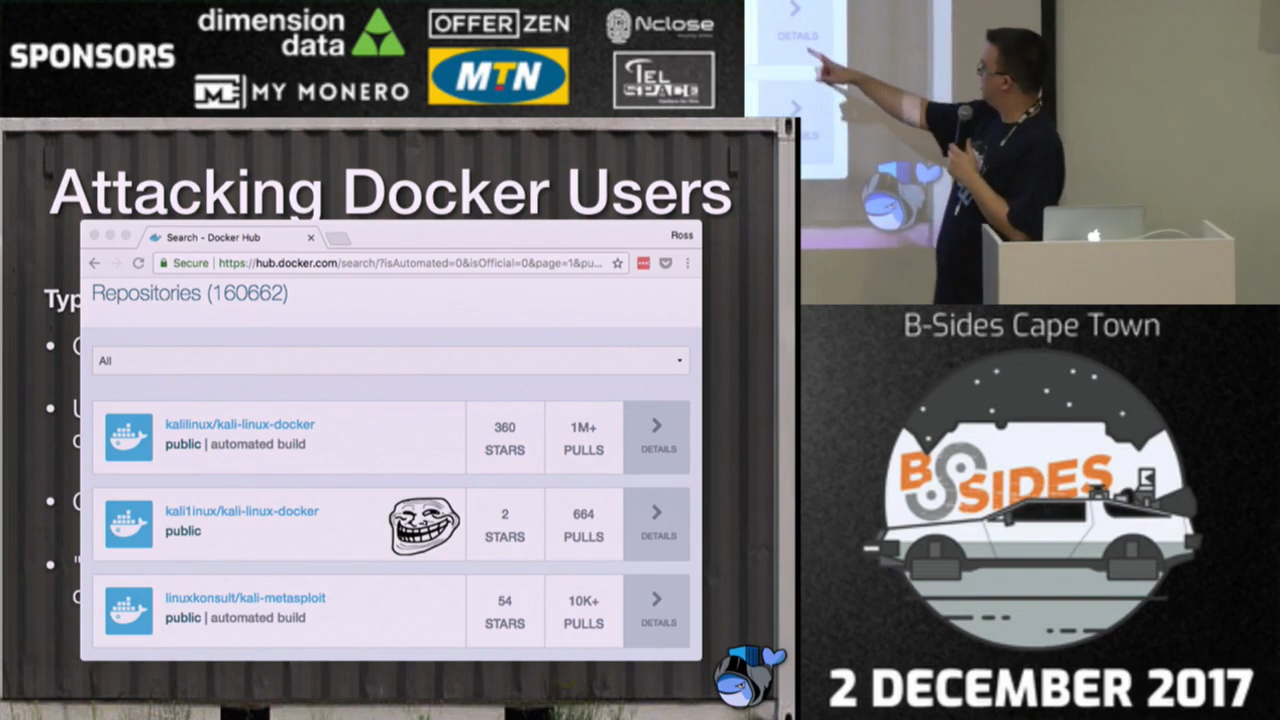 SPONSORS
dimension
data
MY MONERO
OFFERZEN
MTN
Nclose
TEL
SPACE
DETAILS
Attacking Docker Users
Search - Docker Hub
Ross
Secure
https://hub.docker.com/search/?isAutomated=0&isOfficial=0&page=1&pu...
Repositories (160662)
Typ
All
kalilinux/kali-linux-docker
public | automated build
360
STARS
1M+
PULLS
DETAILS
kali1inux/kali-linux-docker
public
2
STARS
664
PULLS
DETAILS
linuxkonsult/kali-metasploit
public | automated build
54
STARS
10K+
PULLS
DETAILS
B-Sides Cape Town
BSIDES
2 DECEMBER 2017